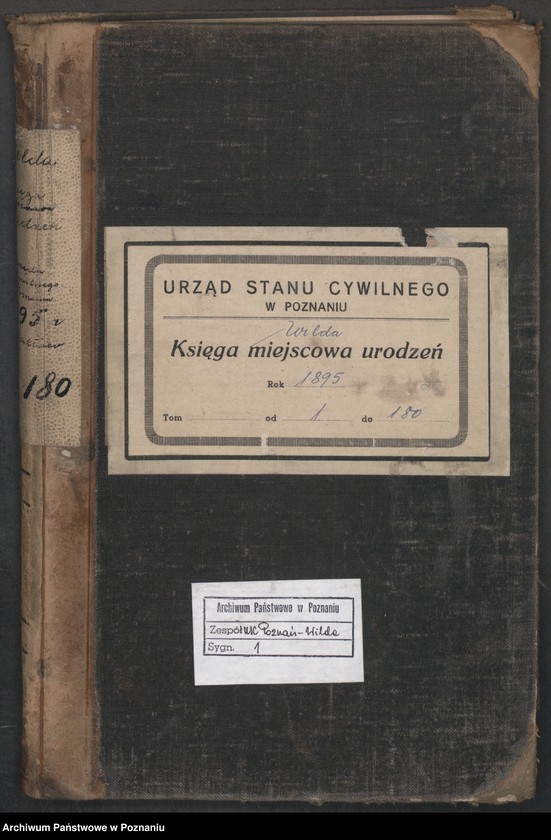 180
URZĄD STANU CYWILNEGO
W POZNANIU
Wilda
Księga miejscowa urodzeń
Rok 1895
Tom od 1 do 180
Archiwum Państwowe w Poznaniu
Zespół USC Poznań-Wilda
Sygn. 1
Archiwum Państwowe w Poznaniu